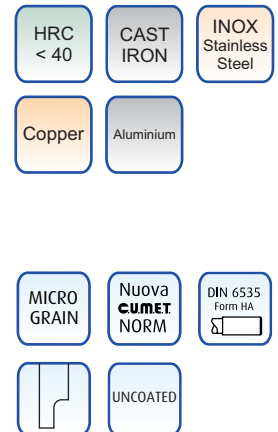 HRC
< 40
CAST
IRON
INOX
Stainless
Steel
Copper
Aluminium
MICRO
GRAIN
Nuova
C.U.M.E.T.
NORM
DIN 6535
Form HA
UNCOATED